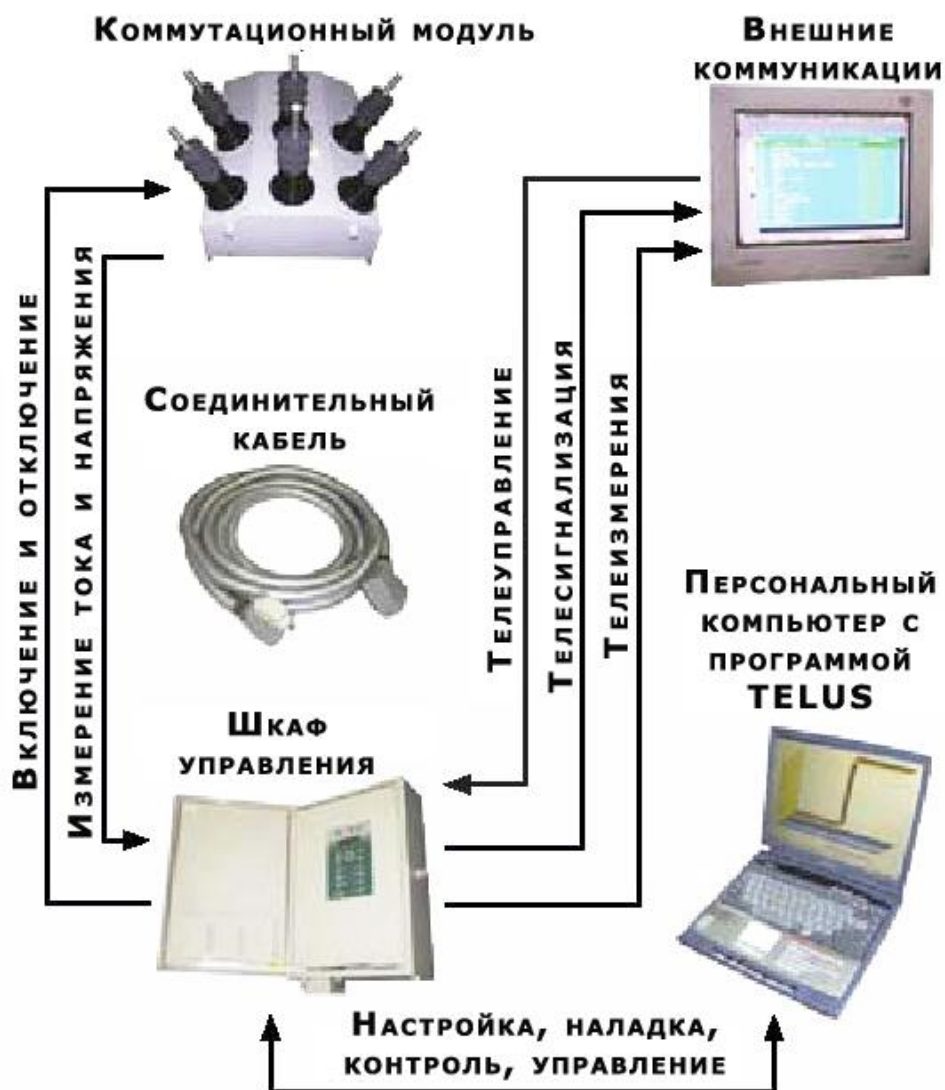 Коммутационный модуль
Внешние
коммуникации
Включение и отключение
Измерение тока и напряжения
Соединительный
кабель
Телеуправление
Телесигнализация
Телеизмерения
Персональный
компьютер с
программой
TELUS
Шкаф
управления
Настройка, наладка,
контроль, управление